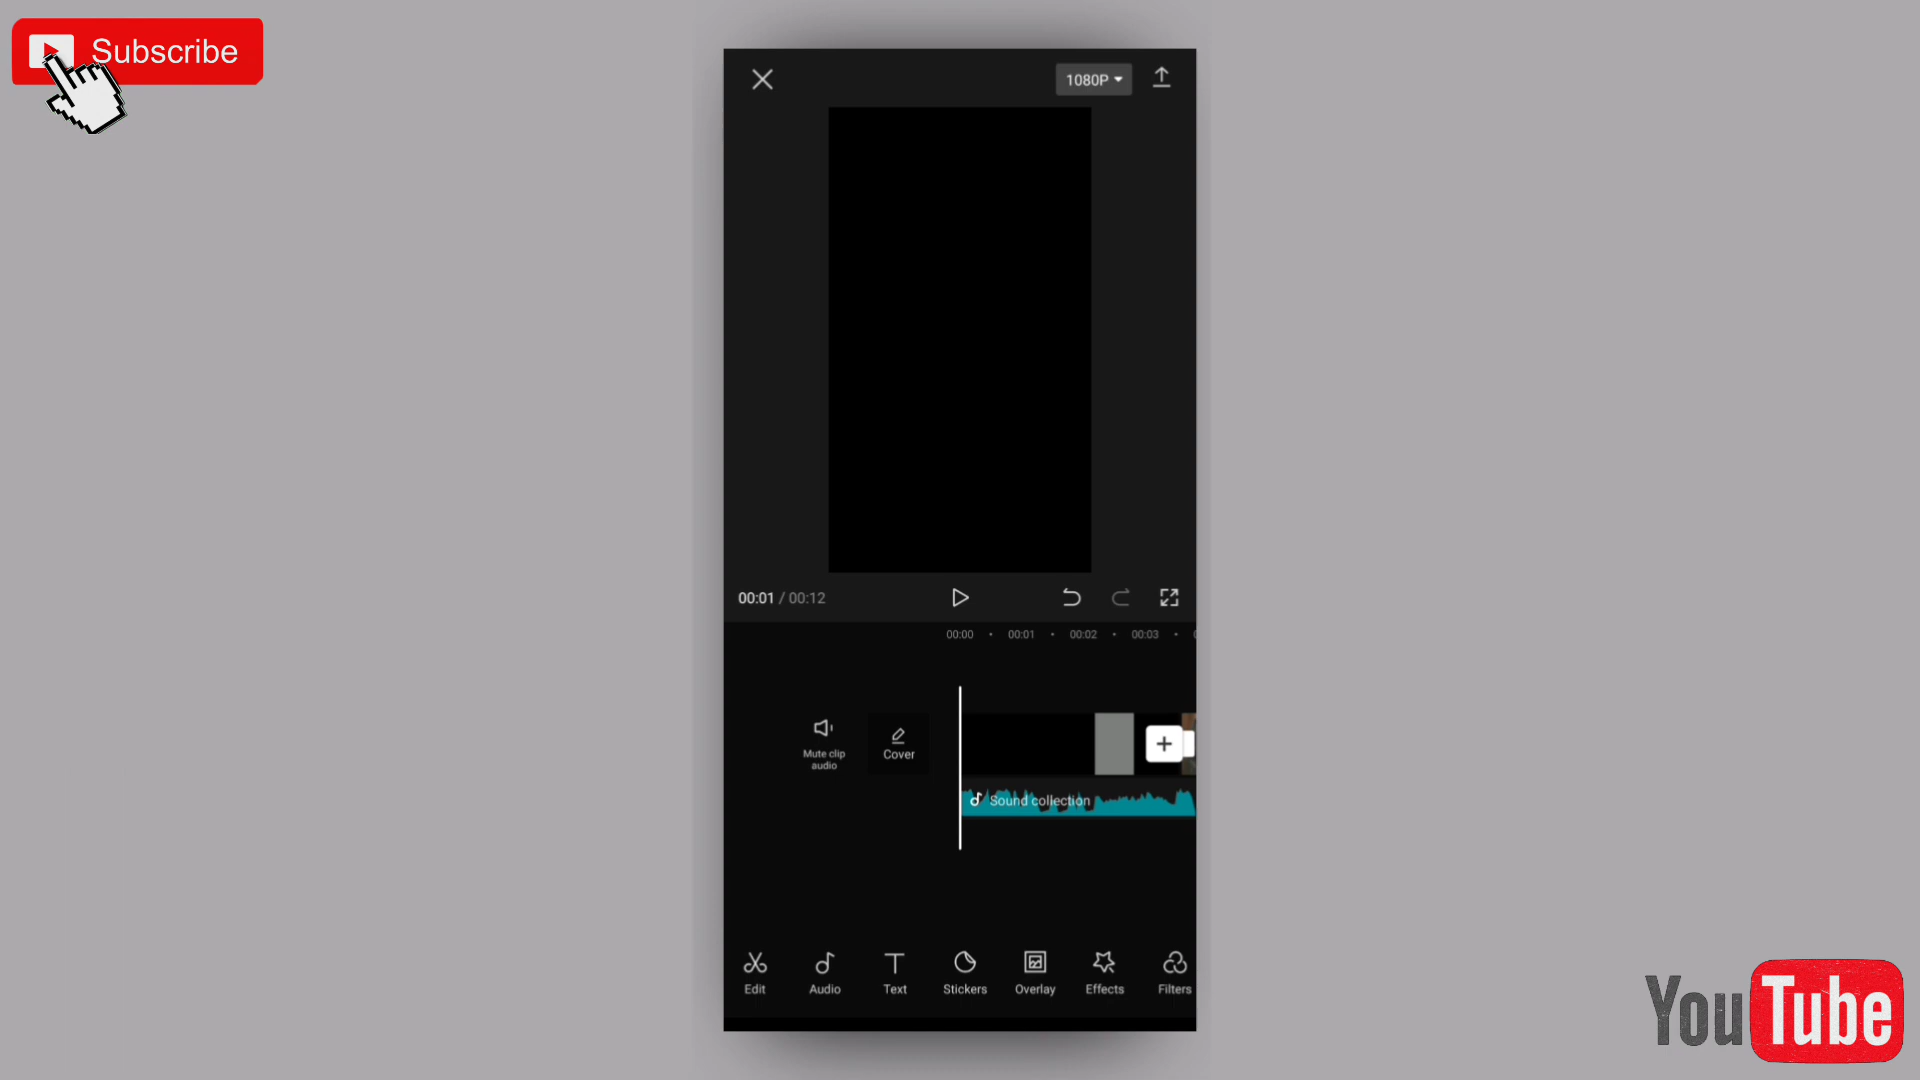 Subscribe
1080P
00:01 / 00:12
00:00 00:01 00:02 00:03
Mute clip
audio
Cover
Sound collection
Edit
Audio
Text
Stickers
Overlay
Effects
Filters
YouTube